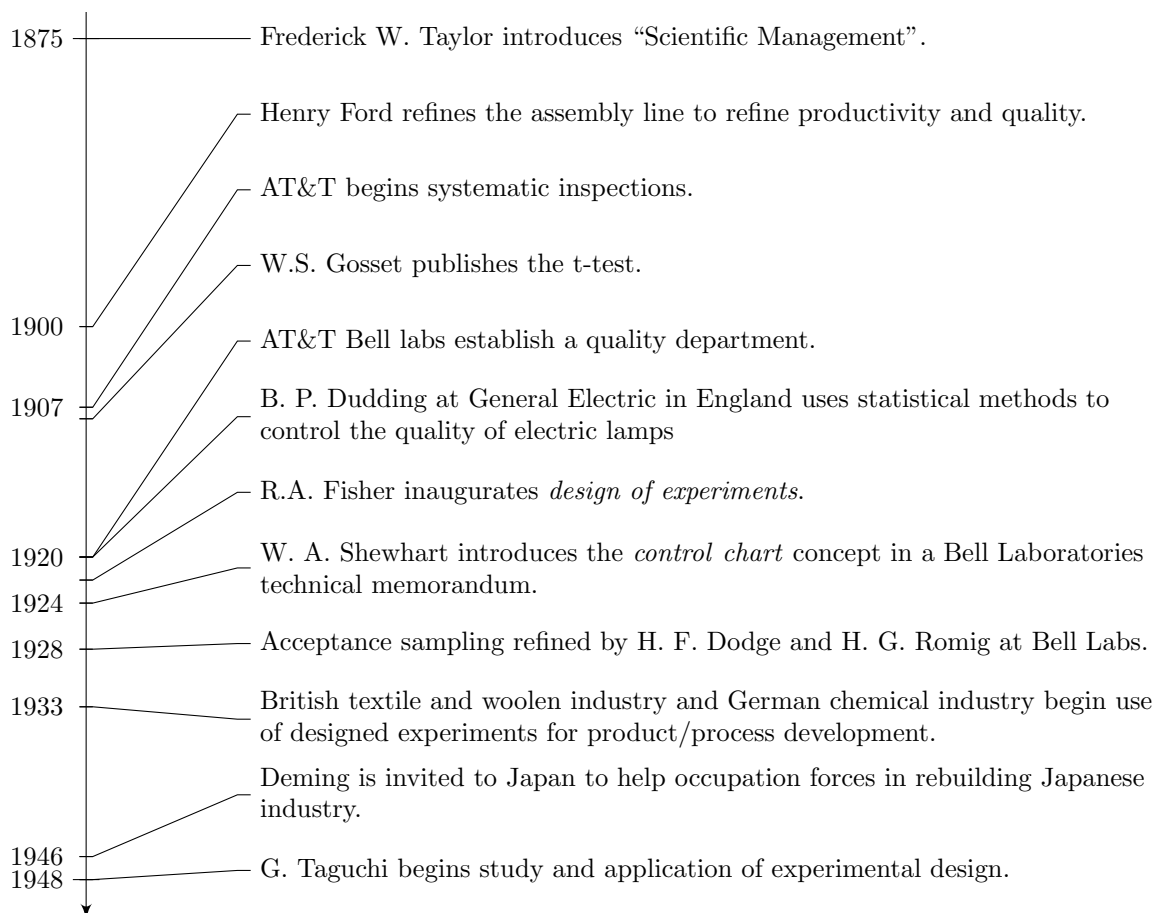 1875 Frederick W. Taylor introduces “Scientific Management”.
Henry Ford refines the assembly line to refine productivity and quality.
AT&T begins systematic inspections.
W.S. Gosset publishes the t-test.
1900
AT&T Bell labs establish a quality department.
1907
B. P. Dudding at General Electric in England uses statistical methods to
control the quality of electric lamps
R.A. Fisher inaugurates design of experiments.
1920
W. A. Shewhart introduces the control chart concept in a Bell Laboratories
technical memorandum.
1924
1928 Acceptance sampling refined by H. F. Dodge and H. G. Romig at Bell Labs.
1933 British textile and woolen industry and German chemical industry begin use
of designed experiments for product/process development.
Deming is invited to Japan to help occupation forces in rebuilding Japanese
industry.
1946
1948 G. Taguchi begins study and application of experimental design.